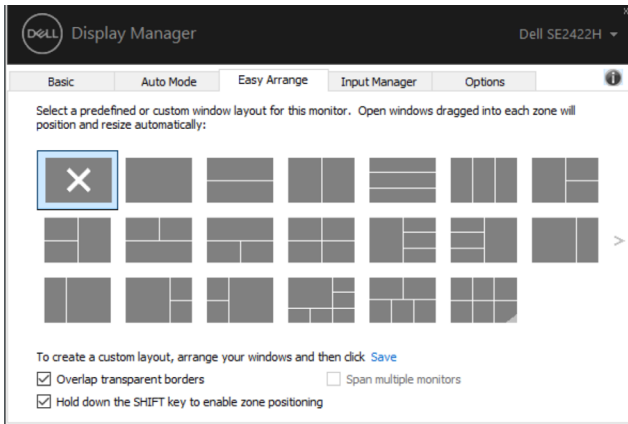 DELL Display Manager
Dell SE2422H
Basic Auto Mode Easy Arrange Input Manager Options
Select a predefined or custom window layout for this monitor. Open windows dragged into each zone will
position and resize automatically:
To create a custom layout, arrange your windows and then click Save
Overlap transparent borders
Span multiple monitors
Hold down the SHIFT key to enable zone positioning